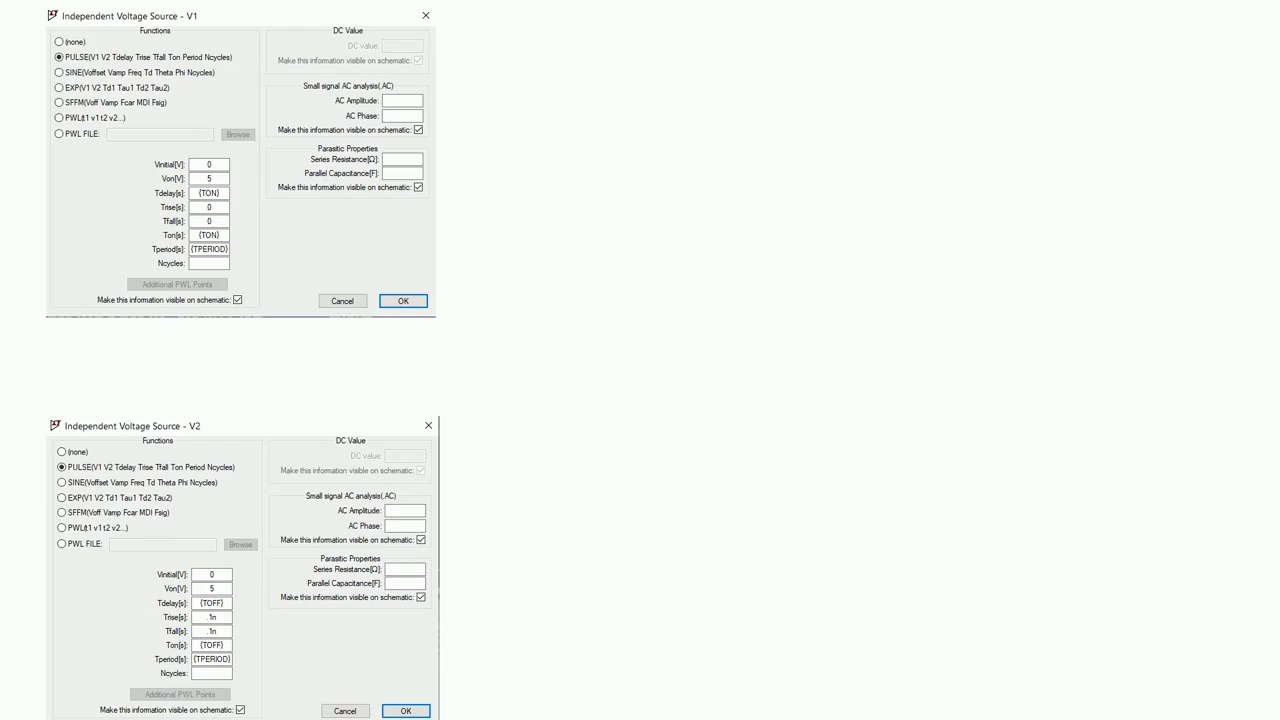 Independent Voltage Source - V1
Functions
(none)
PULSE(V1 V2 Tdelay Trise Tfall Ton Period Ncycles)
SINE(Voffset Vamp Freq Td Theta Phi Ncycles)
EXP(V1 V2 Td1 Tau1 Td2 Tau2)
SFFM(Voff Vamp Fcar MDI Fsig)
PWL(t1 v1 t2 v2...)
PWL FILE:
Browse
Vinitial[V]: 0
Von[V]: 5
Tdelay[s]: {TON}
Trise[s]: 0
Tfall[s]: 0
Ton[s]: {TON}
Tperiod[s]: {TPERIOD}
Ncycles:
Additional PWL Points
Make this information visible on schematic:
DC Value
DC value:
Make this information visible on schematic:
Small signal AC analysis(.AC)
AC Amplitude:
AC Phase:
Make this information visible on schematic:
Parasitic Properties
Series Resistance[Ω]:
Parallel Capacitance[F]:
Make this information visible on schematic:
Cancel
OK
Independent Voltage Source - V2
Functions
(none)
PULSE(V1 V2 Tdelay Trise Tfall Ton Period Ncycles)
SINE(Voffset Vamp Freq Td Theta Phi Ncycles)
EXP(V1 V2 Td1 Tau1 Td2 Tau2)
SFFM(Voff Vamp Fcar MDI Fsig)
PWL(t1 v1 t2 v2...)
PWL FILE:
Browse
Vinitial[V]: 0
Von[V]: 5
Tdelay[s]: {TOFF}
Trise[s]: .1n
Tfall[s]: .1n
Ton[s]: {TOFF}
Tperiod[s]: {TPERIOD}
Ncycles:
Additional PWL Points
Make this information visible on schematic:
DC Value
DC value:
Make this information visible on schematic:
Small signal AC analysis(.AC)
AC Amplitude:
AC Phase:
Make this information visible on schematic:
Parasitic Properties
Series Resistance[Ω]:
Parallel Capacitance[F]:
Make this information visible on schematic:
Cancel
OK